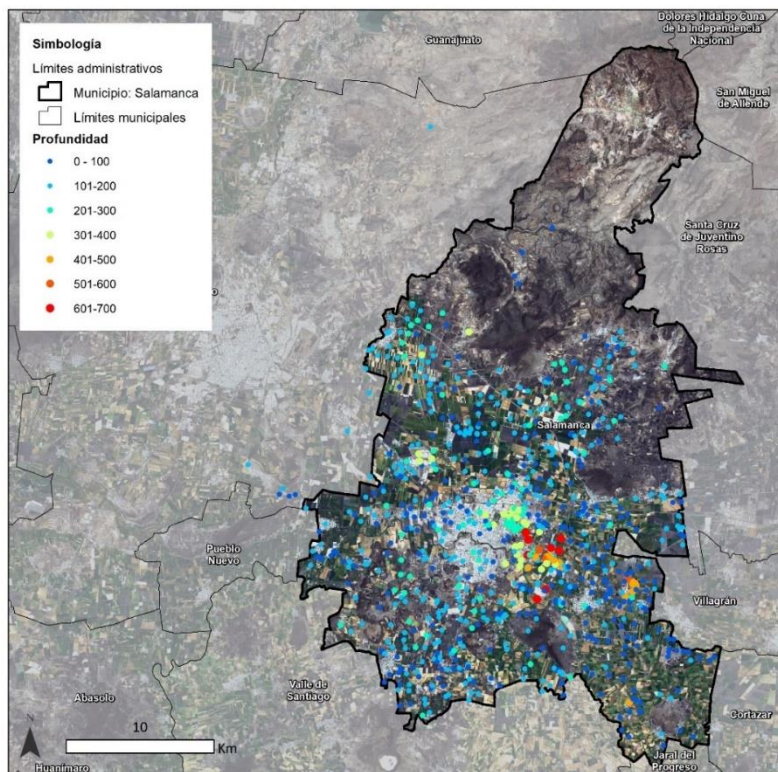 Dolores Hidalgo Cuna
de la Independencia
Nacional
Guanajuato
Simbología
Límites administrativos
Municipio: Salamanca
Límites municipales
Profundidad
0 - 100
101-200
201-300
301-400
401-500
501-600
601-700
San Miguel
de Allende
Santa Cruz
de Juventino
Rosas
Salamanca
Pueblo
Nuevo
Villagrán
Valle de
Santiago
Abasolo
Cortazar
N
10
Km
Jaral del
Progreso
Huanímaro